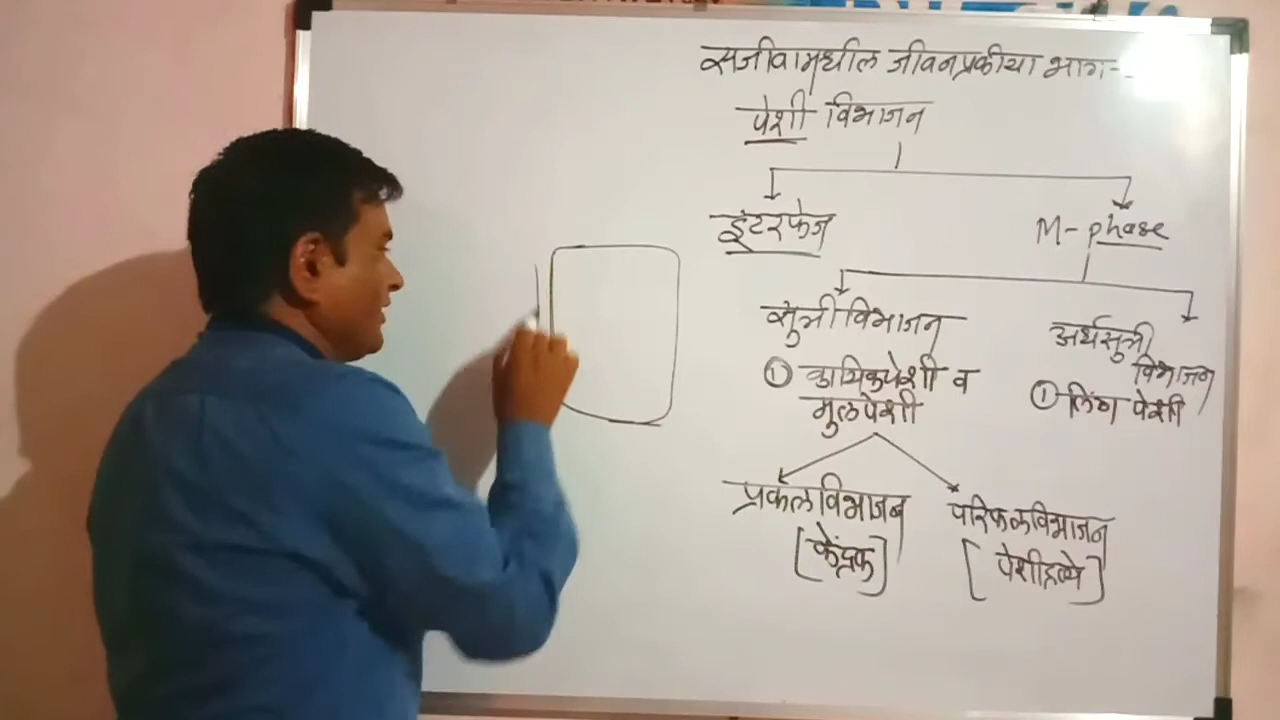 सजीवामधील जीवनप्रकीया भाग-
पेशी विभाजन
इंटरफेज
M-phase
सुत्रीविभाजन
① कायिकपेशी व
मुलपेशी
अर्धसुत्री
विभाजन
① लिंग पेशी
प्रकलविभाजन
[केंद्रक]
परिकलविभाजन
[पेशीद्रव्ये]